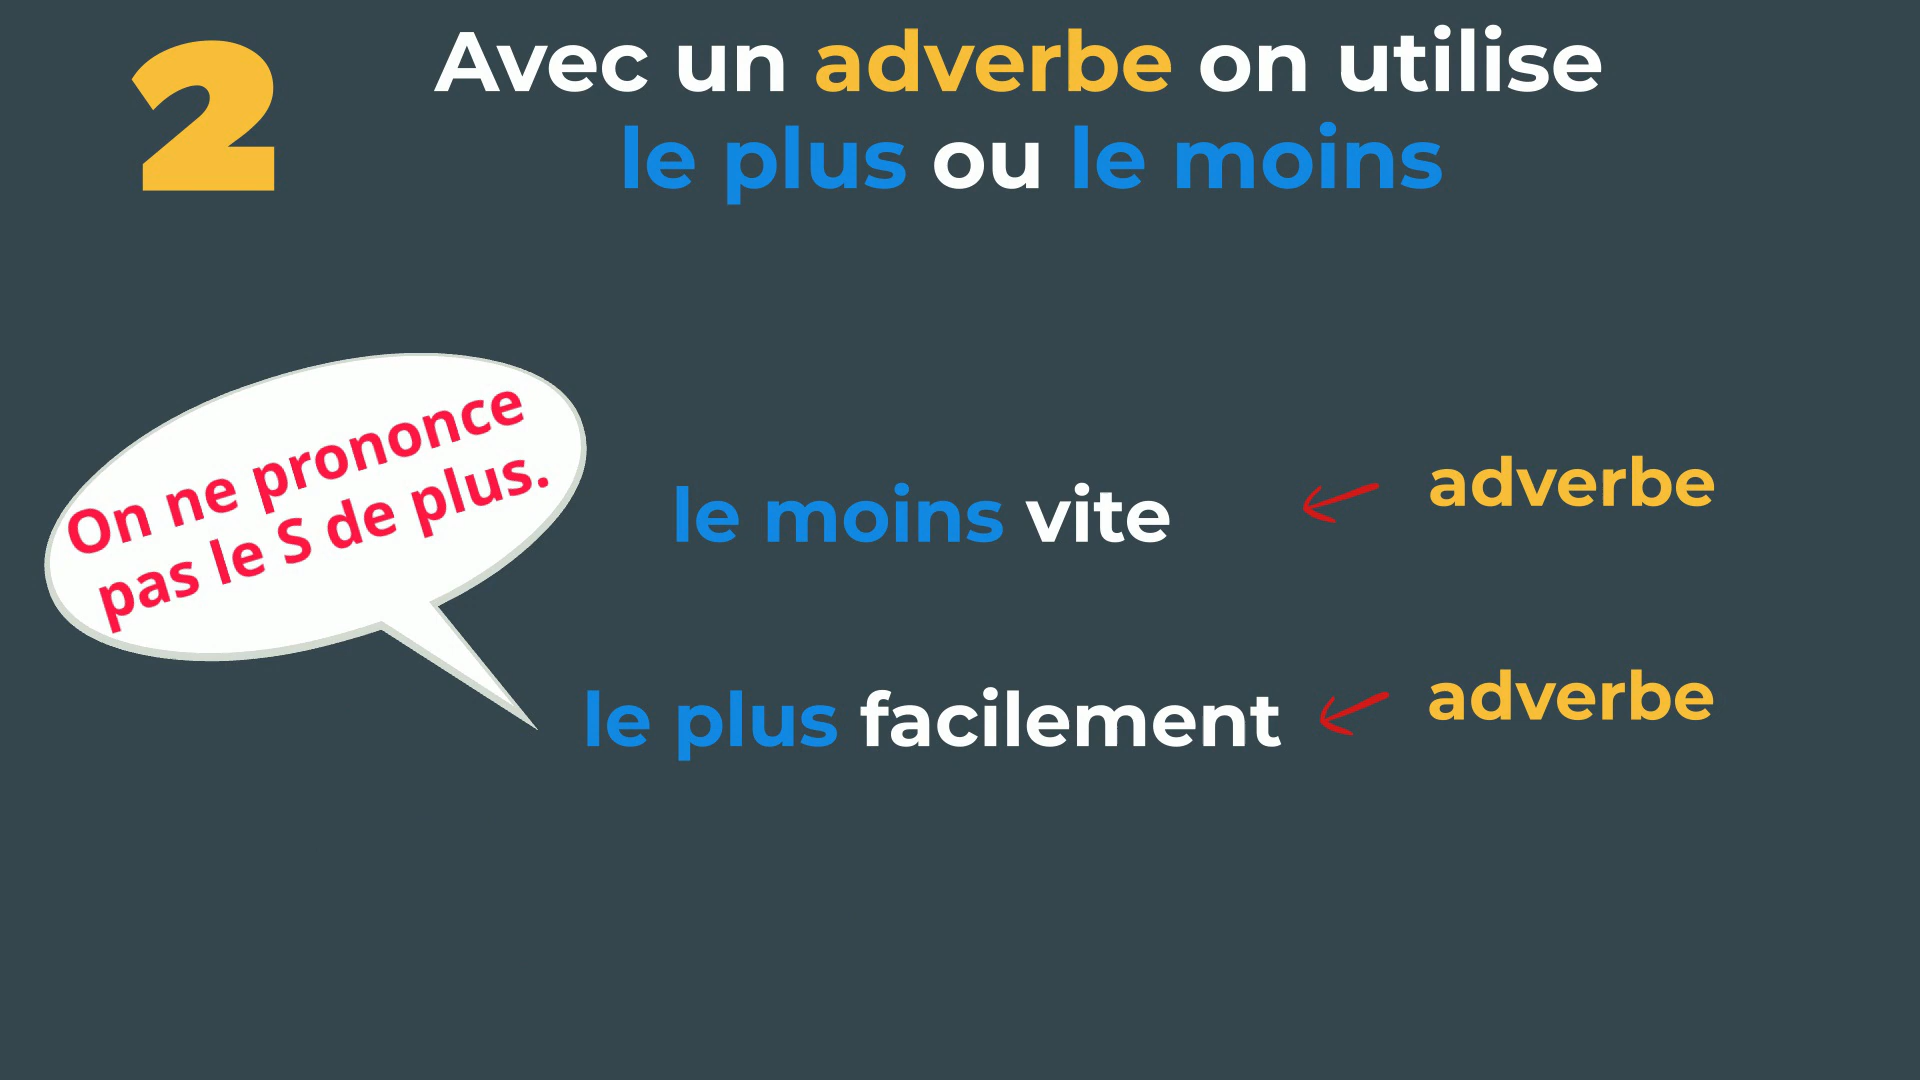 2
Avec un adverbe on utilise
le plus ou le moins
On ne prononce
pas le S de plus.
le moins vite
adverbe
le plus facilement
adverbe